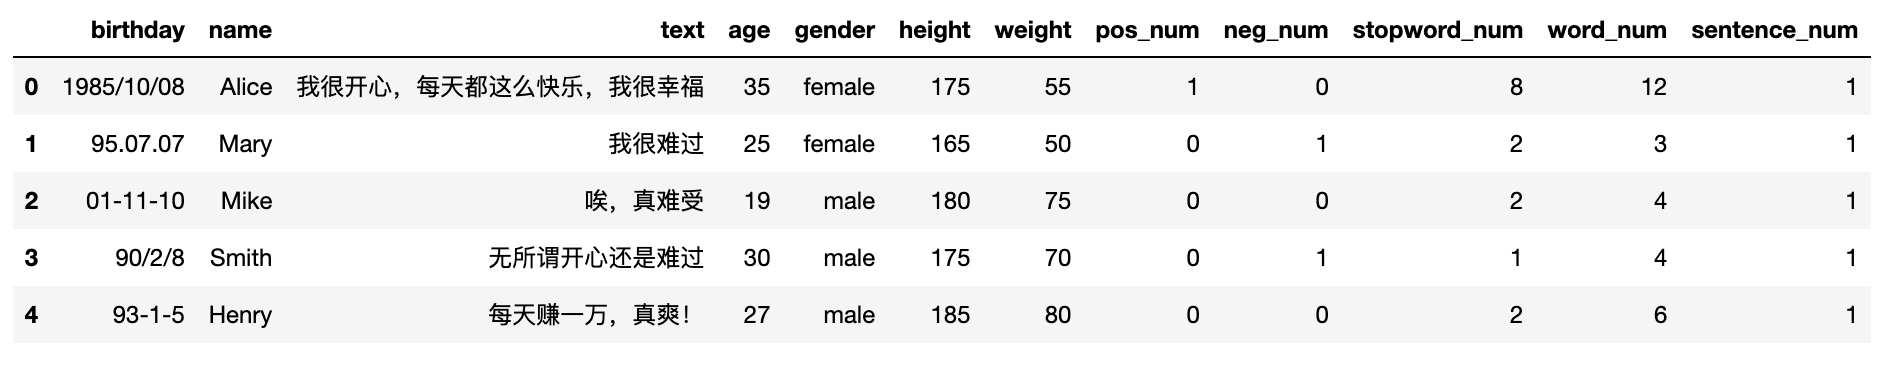 birthday name text age gender height weight pos_num neg_num stopword_num word_num sentence_num
0 1985/10/08 Alice 我很开心，每天都这么快乐，我很幸福 35 female 175 55 1 0 8 12 1
1 95.07.07 Mary 我很难过 25 female 165 50 0 1 2 3 1
2 01-11-10 Mike 唉，真难受 19 male 180 75 0 0 2 4 1
3 90/2/8 Smith 无所谓开心还是难过 30 male 175 70 0 1 1 4 1
4 93-1-5 Henry 每天赚一万，真爽！ 27 male 185 80 0 0 2 6 1